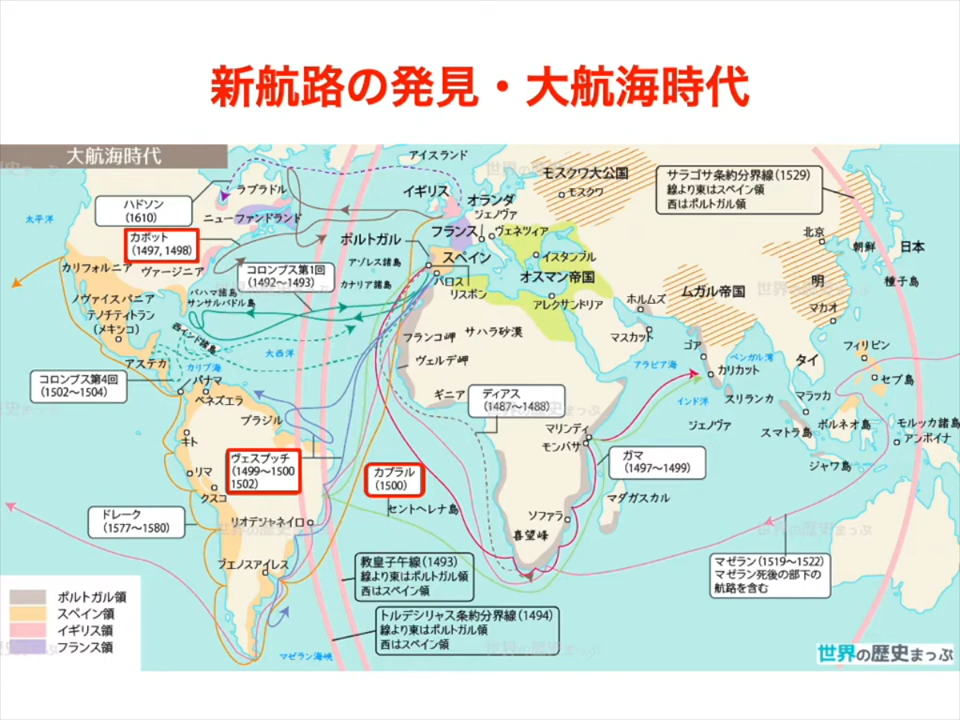 新航路の発見・大航海時代
大航海時代
アイスランド
モスクワ大公国
モスクワ
サラゴサ条約分界線(1529)
線より東はスペイン領
西はポルトガル領
ハドソン
(1610)
ラブラドル
ニューファンドランド
イギリス
オランダ
ジェノヴァ
ヴェネツィア
フランス
太平洋
カボット
(1497, 1498)
ポルトガル
スペイン
イスタンブル
オスマン帝国
北京
朝鮮
日本
カリフォルニア
ヴァージニア
コロンブス第1回
(1492〜1493)
アゾレス諸島
カナリア諸島
パロス
リスボン
アレクサンドリア
ホルムズ
ムガル帝国
明
種子島
マカオ
ノヴァイスパニア
テノチティトラン
(メキシコ)
バハマ諸島
サンサルバドル島
西インド諸島
大西洋
フランコ岬
サハラ砂漠
マスカット
ゴア
アラビア海
ベンガル湾
カリカット
タイ
フィリピン
セブ島
アステカ
カリブ海
ヴェルデ岬
コロンブス第4回
(1502〜1504)
パナマ
ベネズエラ
ギニア
ディアス
(1487〜1488)
インド洋
スリランカ
マラッカ
ブラジル
マリンディ
モンバサ
ジェノヴァ
スマトラ島
ボルネオ島
モルッカ諸島
アンボイナ
キト
ヴェスプッチ
(1499〜1500
1502)
カブラル
(1500)
ガマ
(1497〜1499)
ジャワ島
リマ
クスコ
セントヘレナ島
マダガスカル
ドレーク
(1577〜1580)
リオデジャネイロ
ソファラ
喜望峰
ブエノスアイレス
教皇子午線(1493)
線より東はポルトガル領
西はスペイン領
マゼラン(1519〜1522)
マゼラン死後の部下の
航路を含む
ポルトガル領
スペイン領
イギリス領
フランス領
トルデシリャス条約分界線(1494)
線より東はポルトガル領
西はスペイン領
マゼラン海峡
世界の歴史まっぷ